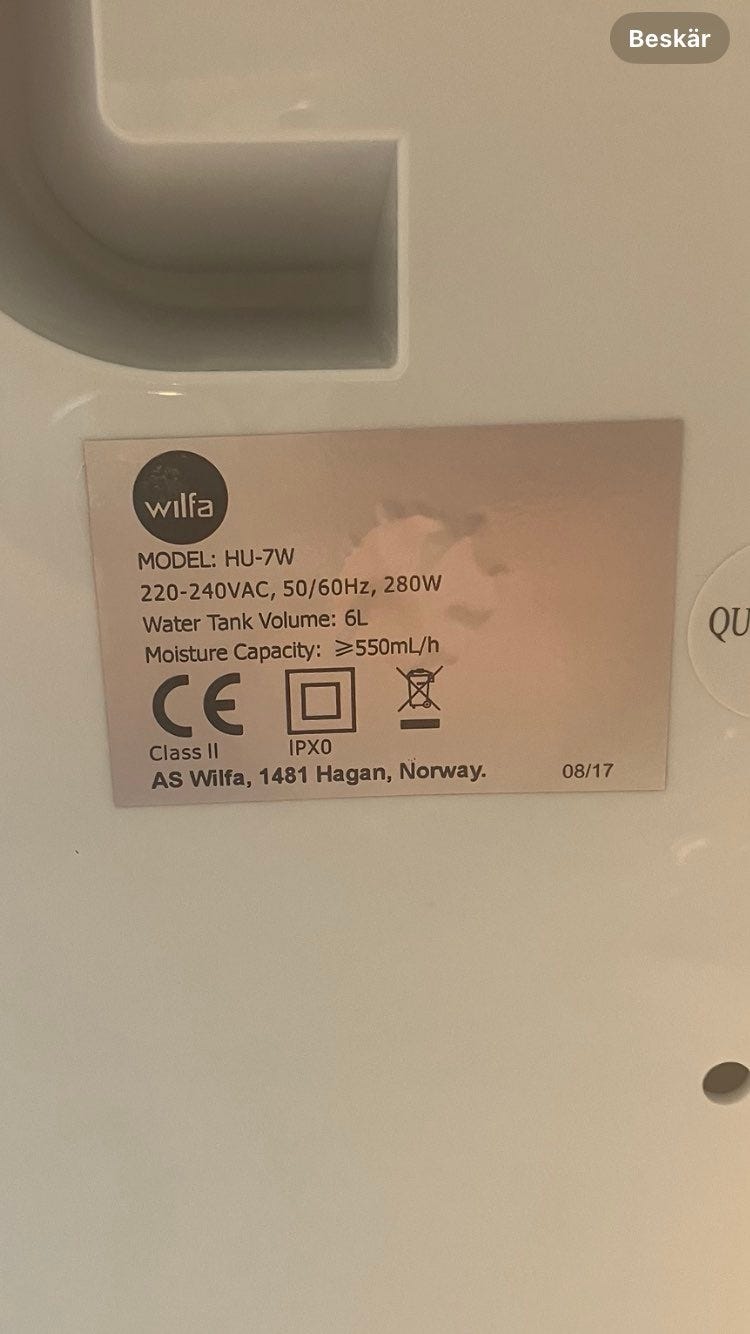 Beskär
wilfa
MODEL: HU-7W
220-240VAC, 50/60Hz, 280W
Water Tank Volume: 6L
Moisture Capacity: ⩾550mL/h
CE
Class II
IPX0
AS Wilfa, 1481 Hagan, Norway.
08/17
QU